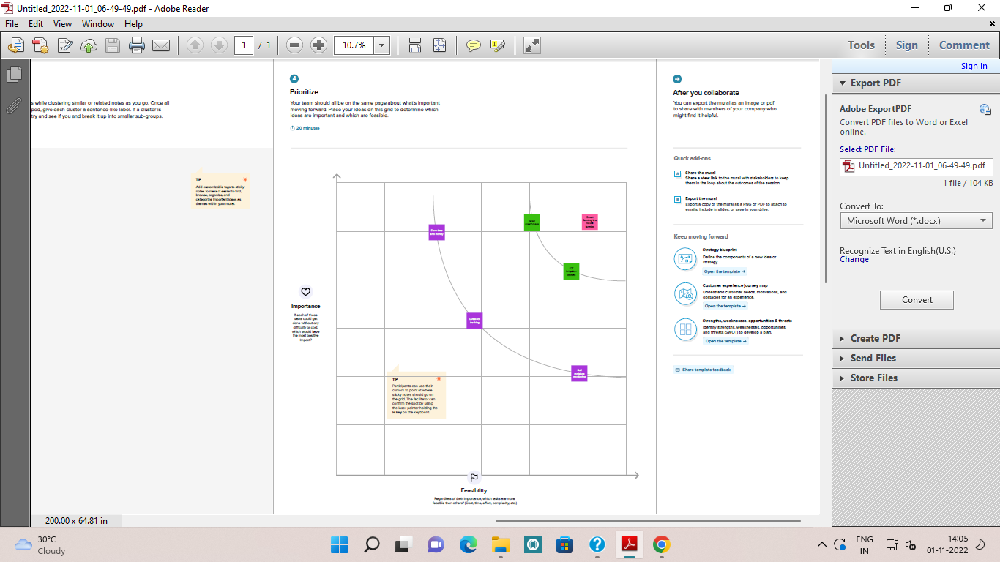 Untitled_2022-11-01_06-49-49.pdf - Adobe Reader
File Edit View Window Help
1 / 1
10.7%
Tools Sign Comment
Sign In
s while clustering similar or related notes as you go. Once all
ped, give each cluster a sentence-like label. If a cluster is
try and see if you and break it up into smaller sub-groups.
TIP
Add customizable tags to sticky
notes to make it easier to find,
browse, organize, and
categorize important ideas as
themes within your mural.
4
Prioritize
Your team should all be on the same page about what's important
moving forward. Place your ideas on this grid to determine which
ideas are important and which are feasible.
20 minutes
Importance
If each of these
tasks could get
done without any
difficulty or cost,
which would have
the most positive
impact?
Save time
and money
Smart
farming is a
future
farming
IOT
irrigation
Livestock
tracking
Soil
moisture
monitoring
TIP
Participants can use their
cursors to point at where
sticky notes should go on
the grid. The facilitator can
confirm the spot by using
the laser pointer holding the
H key on the keyboard.
Feasibility
Regardless of their importance, which tasks are more
feasible than others? (Cost, time, effort, complexity, etc.)
After you collaborate
You can export the mural as an image or pdf
to share with members of your company who
might find it helpful.
Quick add-ons
A
Share the mural
Share a view link to the mural with stakeholders to keep
them in the loop about the outcomes of the session.
B
Export the mural
Export a copy of the mural as a PNG or PDF to attach to
emails, include in slides, or save in your drive.
Keep moving forward
Strategy blueprint
Define the components of a new idea or
strategy.
Open the template →
Customer experience journey map
Understand customer needs, motivations, and
obstacles for an experience.
Open the template →
Strengths, weaknesses, opportunities & threats
Identify strengths, weaknesses, opportunities,
and threats (SWOT) to develop a plan.
Open the template →
Share template feedback
Export PDF
Adobe ExportPDF
Convert PDF files to Word or Excel
online.
Select PDF File:
Untitled_2022-11-01_06-49-49.pdf
1 file / 104 KB
Convert To:
Microsoft Word (*.docx)
Recognize Text in English(U.S.)
Change
Convert
Create PDF
Send Files
Store Files
200.00 x 64.81 in
30°C
Cloudy
ENG
IN
14:05
01-11-2022